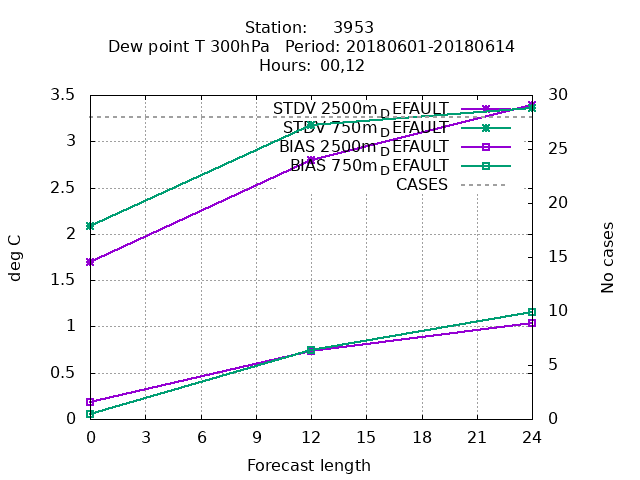 Station: 3953
Dew point T 300hPa Period: 20180601-20180614
Hours: 00,12
3.5
3
2.5
2
1.5
1
0.5
0
deg C
STDV 2500m_DEFAULT
STDV 750m_DEFAULT
BIAS 2500m_DEFAULT
BIAS 750m_DEFAULT
CASES
30
25
20
15
10
5
0
No cases
0 3 6 9 12 15 18 21 24
Forecast length